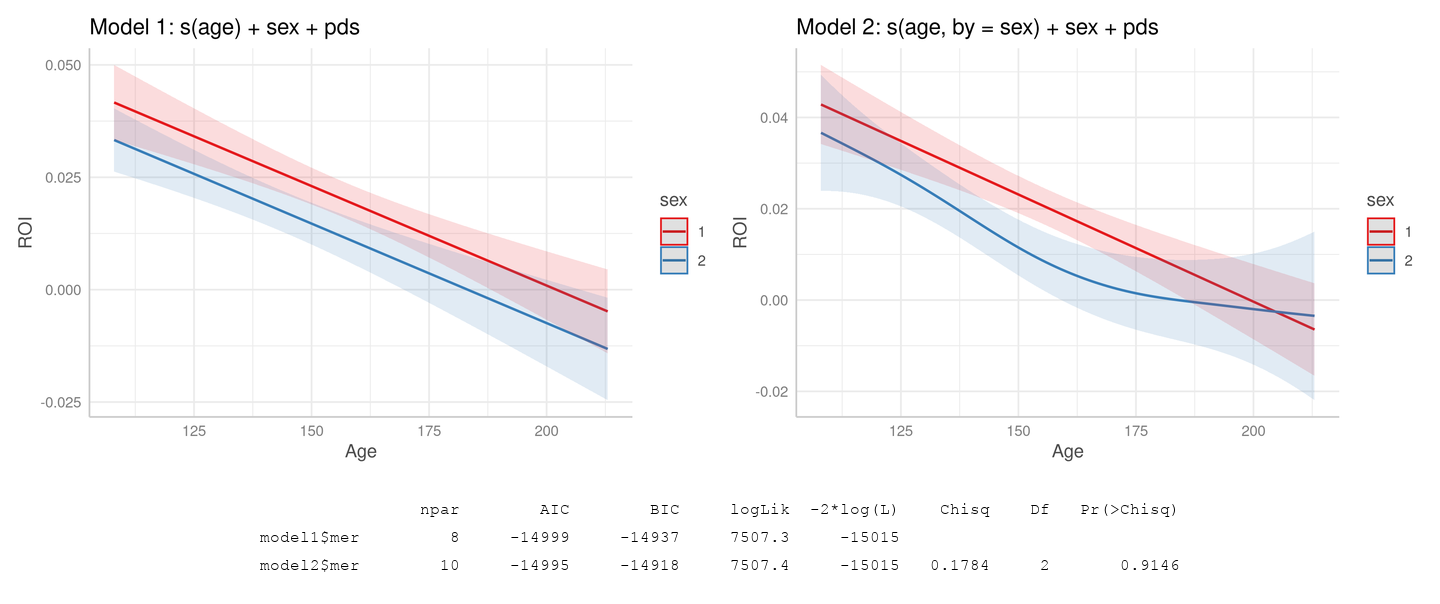 Model 1: s(age) + sex + pds
0.050
0.025
0.000
-0.025
ROI
125 150 175 200
Age
sex
1
2
Model 2: s(age, by = sex) + sex + pds
0.04
0.02
0.00
-0.02
ROI
125 150 175 200
Age
sex
1
2
npar AIC BIC logLik -2*log(L) Chisq Df Pr(>Chisq)
model1$mer 8 -14999 -14937 7507.3 -15015
model2$mer 10 -14995 -14918 7507.4 -15015 0.1784 2 0.9146